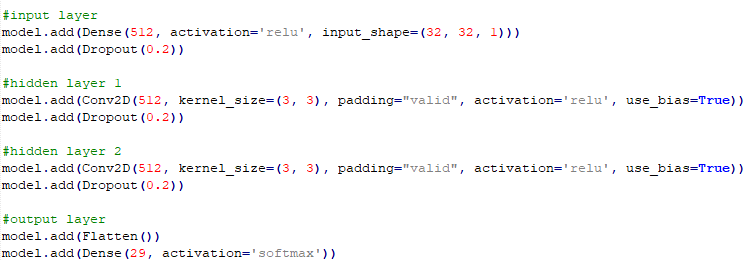 #input layer
model.add(Dense(512, activation='relu', input_shape=(32, 32, 1)))
model.add(Dropout(0.2))
#hidden layer 1
model.add(Conv2D(512, kernel_size=(3, 3), padding="valid", activation='relu', use_bias=True))
model.add(Dropout(0.2))
#hidden layer 2
model.add(Conv2D(512, kernel_size=(3, 3), padding="valid", activation='relu', use_bias=True))
model.add(Dropout(0.2))
#output layer
model.add(Flatten())
model.add(Dense(29, activation='softmax'))